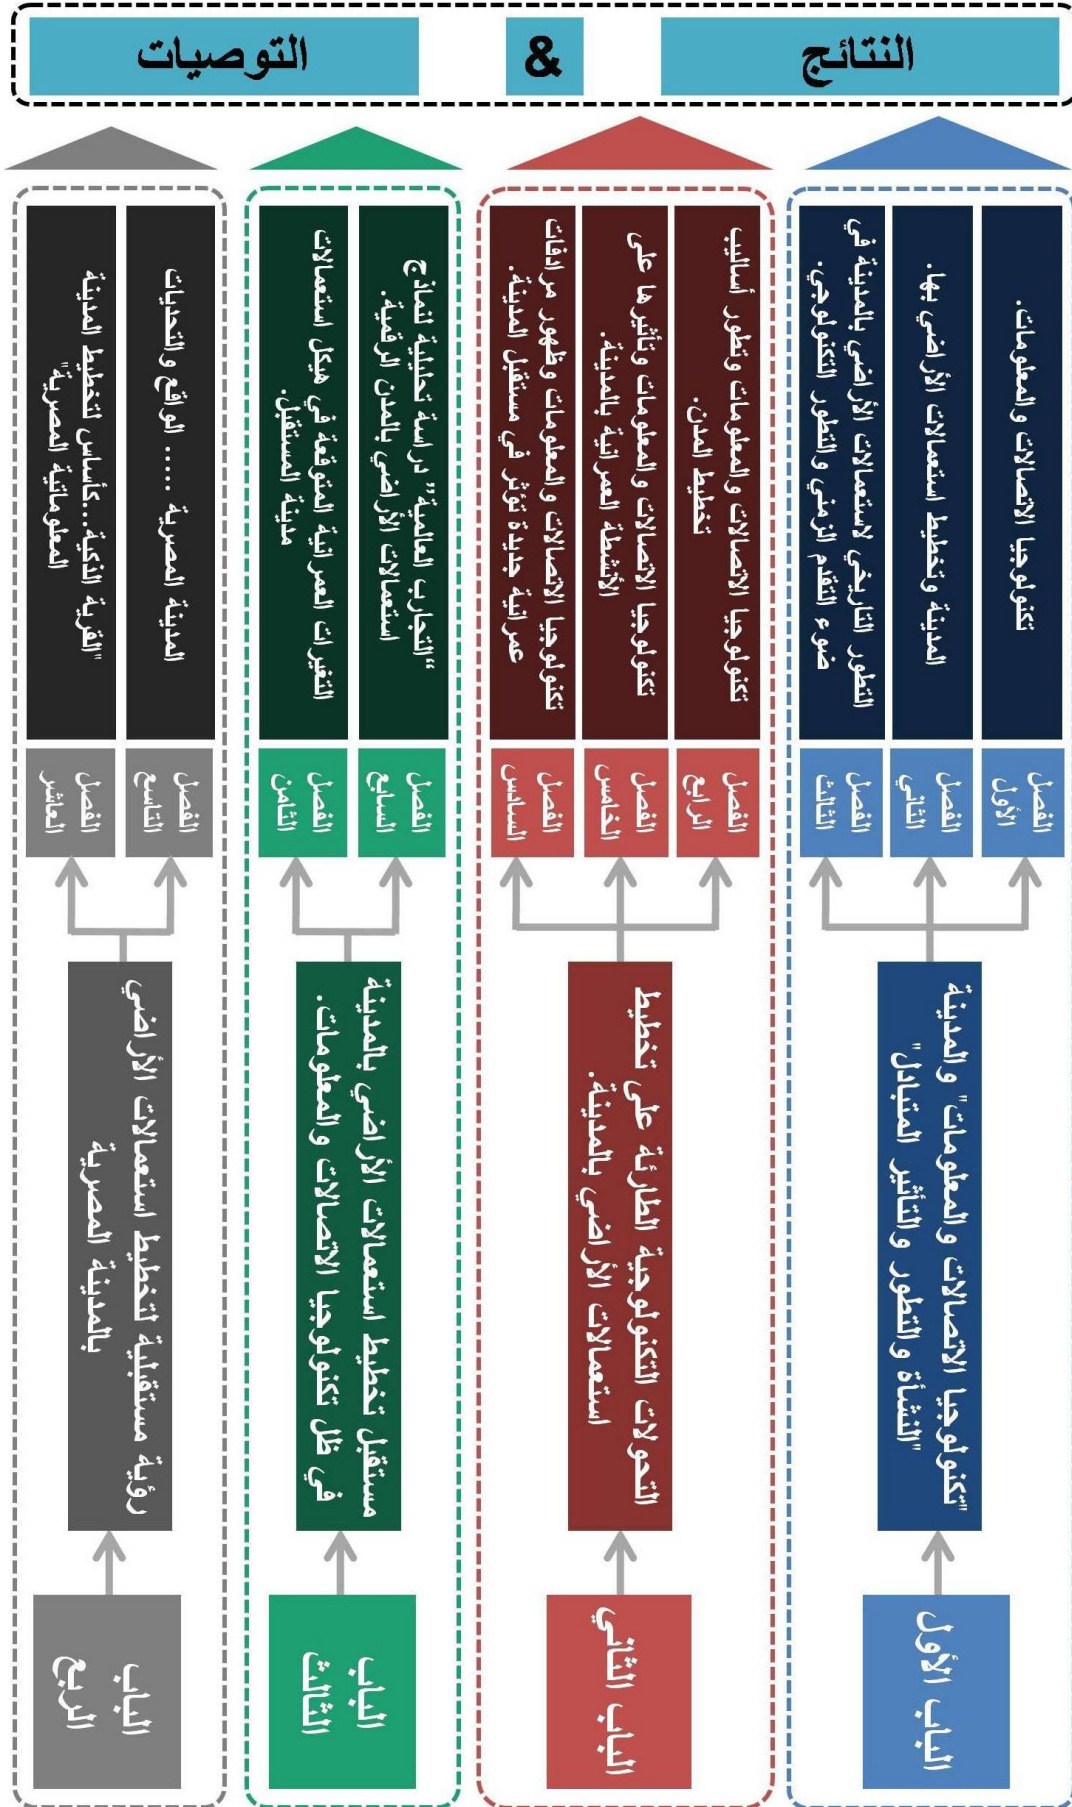 النتائج
&
التوصيات
الباب الأول
"تكنولوجيا الاتصالات والمعلومات" والمدينة
"النشأة والتطور والتأثير المتبادل"
الفصل
الأول
تكنولوجيا الاتصالات والمعلومات.
الفصل
الثاني
المدينة وتخطيط استعمالات الأراضي بها.
الفصل
الثالث
التطور التاريخي لاستعمالات الأراضي بالمدينة في
ضوء التقدم الزمني والتطور التكنولوجي.
الباب الثاني
التحولات التكنولوجية الطارئة على تخطيط
استعمالات الأراضي بالمدينة.
الفصل
الرابع
تكنولوجيا الاتصالات والمعلومات وتطور أساليب
تخطيط المدن.
الفصل
الخامس
تكنولوجيا الاتصالات والمعلومات وتأثيرها على
الأنشطة العمرانية بالمدينة.
الفصل
السادس
تكنولوجيا الاتصالات والمعلومات وظهور مرادفات
عمرانية جديدة تؤثر في مستقبل المدينة.
الباب
الثالث
مستقبل تخطيط استعمالات الأراضي بالمدينة
في ظل تكنولوجيا الاتصالات والمعلومات.
الفصل
السابع
“التجارب العالمية” دراسة تحليلية لنماذج
استعمالات الأراضي بالمدن الرقمية.
الفصل
الثامن
التغيرات العمرانية المتوقعة في هيكل استعمالات
مدينة المستقبل.
الباب
الربع
رؤية مستقبلية لتخطيط استعمالات الأراضي
بالمدينة المصرية
الفصل
التاسع
المدينة المصرية ..... الواقع والتحديات
الفصل
العاشر
"القرية الذكية...كأساس لتخطيط المدينة
المعلوماتية المصرية"